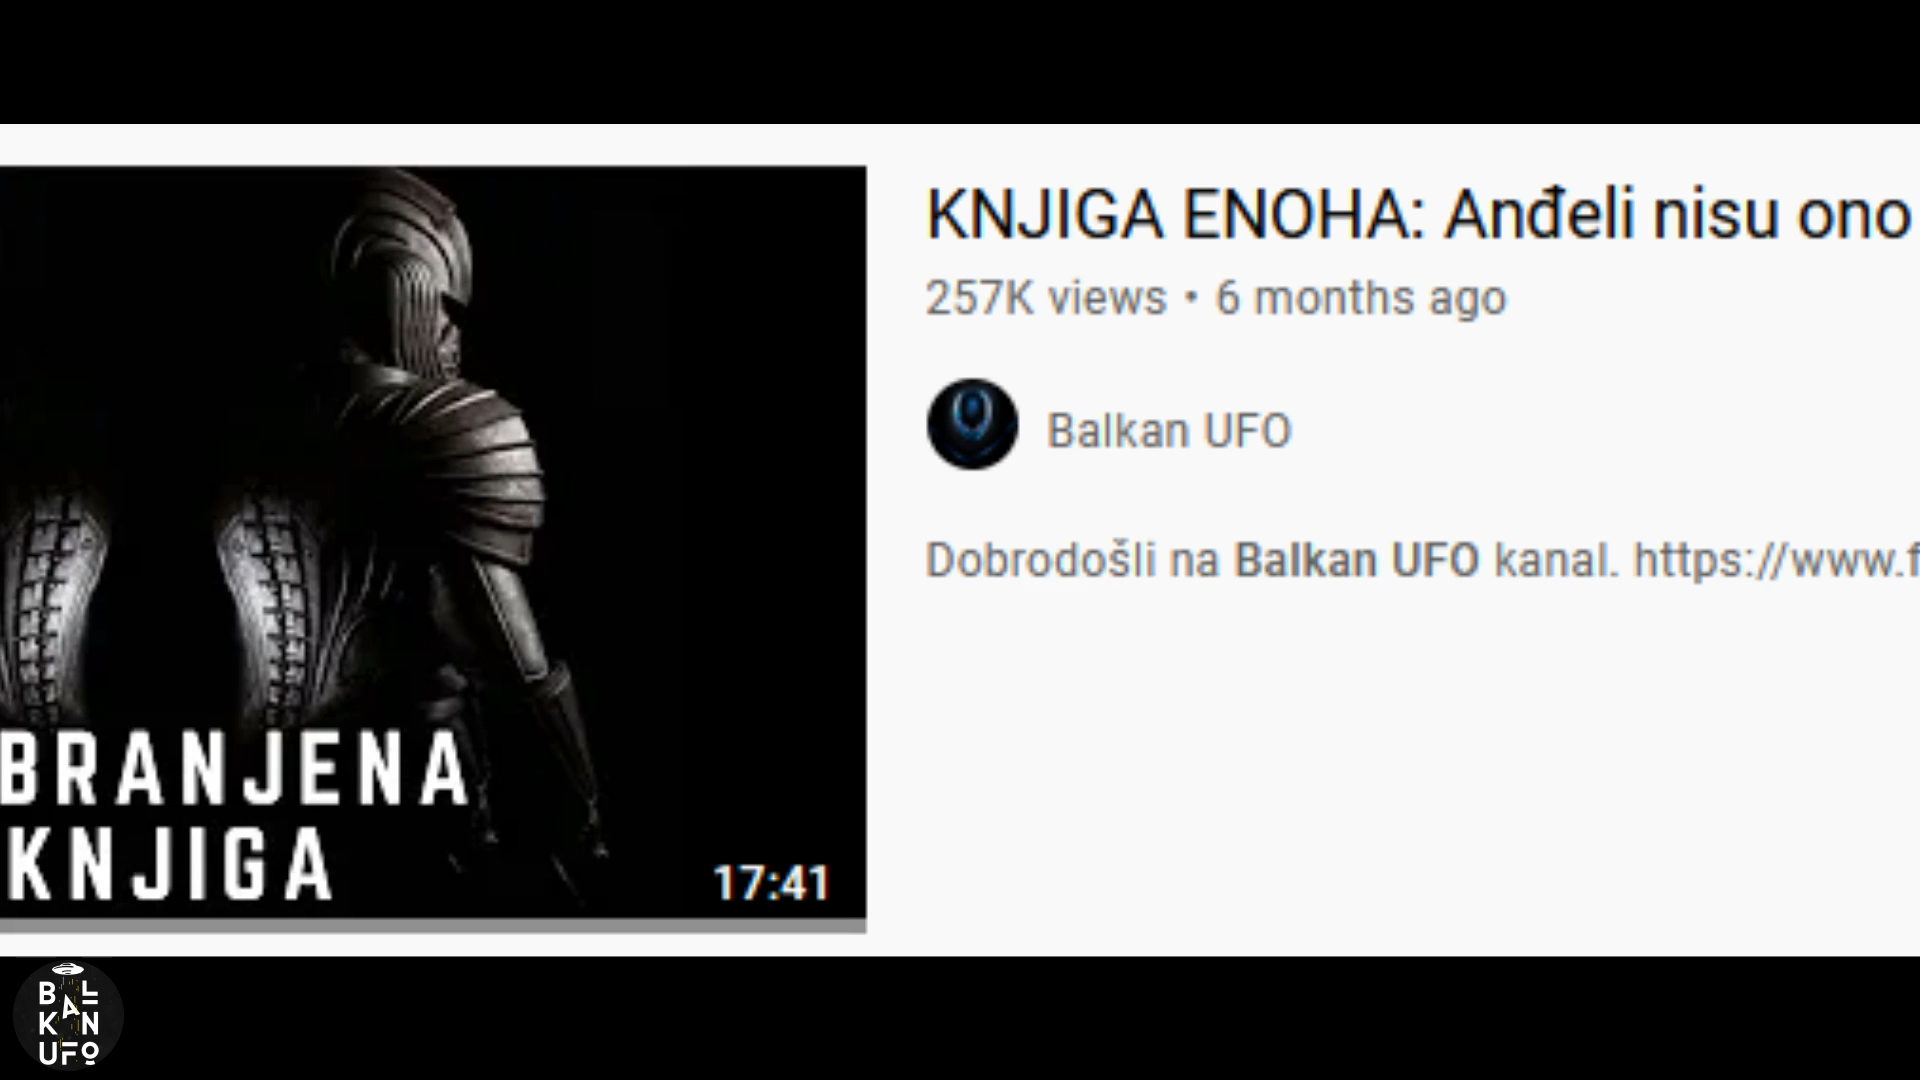 KNJIGA ENOHA: Anđeli nisu ono
257K views • 6 months ago
Balkan UFO
Dobrodošli na Balkan UFO kanal. https://www.f
BRANJENA
KNJIGA
17:41
BAL
KAN
UFO